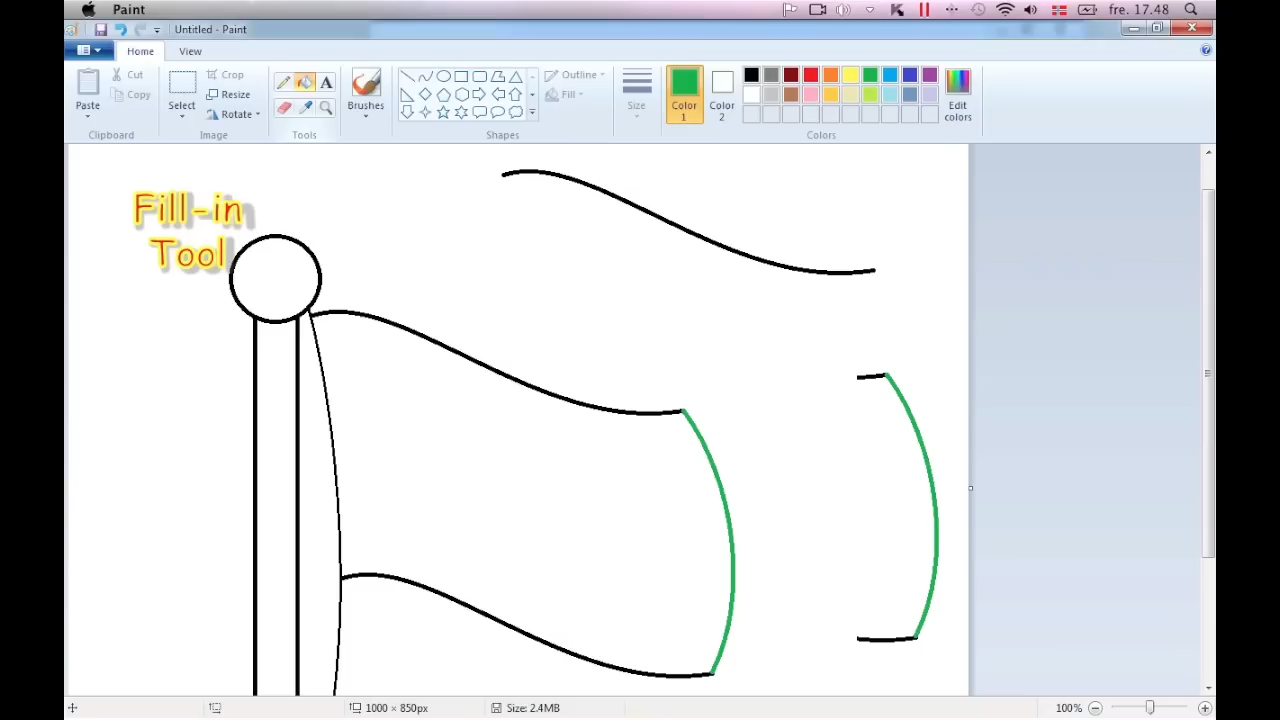 Paint
fre. 17.48
Untitled - Paint
Home
View
Paste
Cut
Copy
Clipboard
Select
Crop
Resize
Rotate
Image
A
Tools
Brushes
Outline
Fill
Shapes
Size
Color
1
Color
2
Edit
colors
Colors
Fill-in
Tool
1000 × 850px
Size: 2.4MB
100%